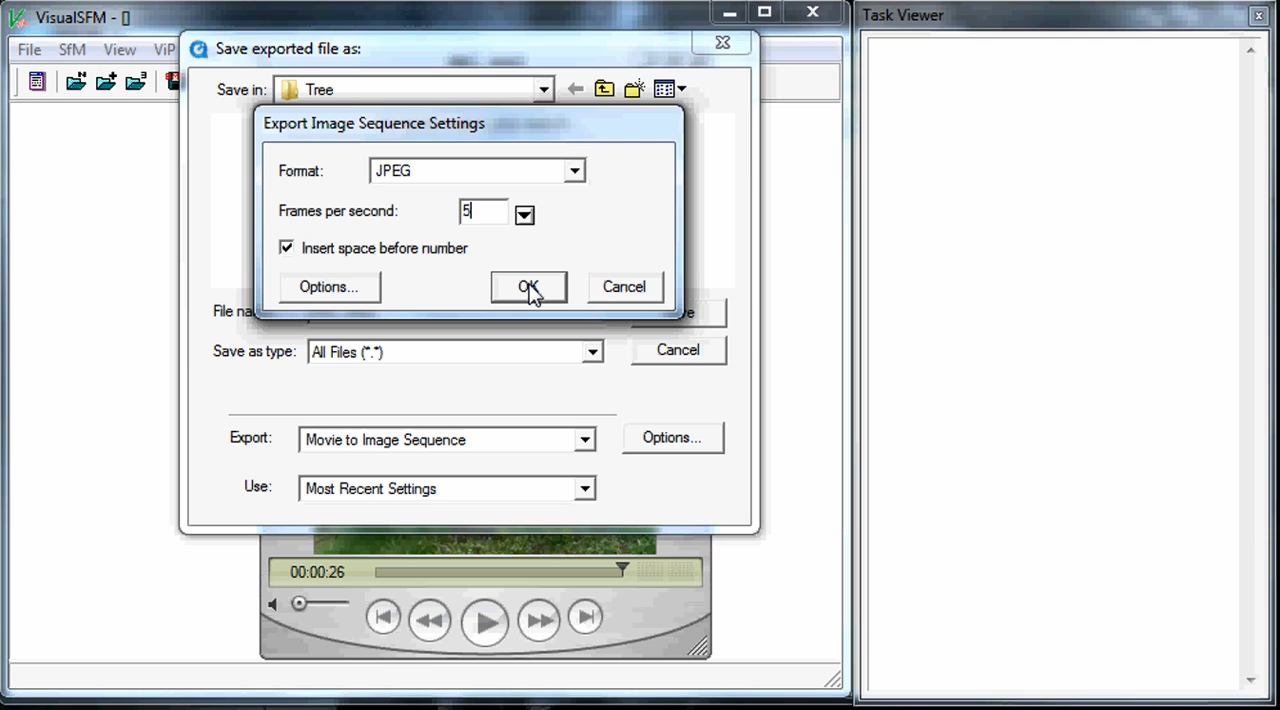 VisualSFM - []
Task Viewer
File SfM View ViP
Save exported file as:
Save in: Tree
Export Image Sequence Settings
Format: JPEG
Frames per second: 5
Insert space before number
Options... OK Cancel
Save as type: All Files (*.*) Cancel
Export: Movie to Image Sequence Options...
Use: Most Recent Settings
00:00:26